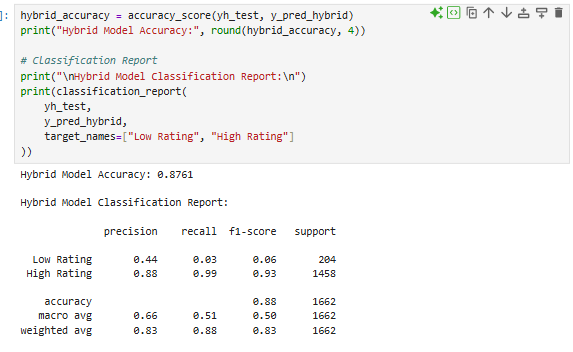 ]: hybrid_accuracy = accuracy_score(yh_test, y_pred_hybrid)
print("Hybrid Model Accuracy:", round(hybrid_accuracy, 4))
# Classification Report
print("\nHybrid Model Classification Report:\n")
print(classification_report(
    yh_test,
    y_pred_hybrid,
    target_names=["Low Rating", "High Rating"]
))
Hybrid Model Accuracy: 0.8761
Hybrid Model Classification Report:
              precision    recall  f1-score   support
  Low Rating       0.44      0.03      0.06       204
 High Rating       0.88      0.99      0.93      1458
    accuracy                           0.88      1662
   macro avg       0.66      0.51      0.50      1662
weighted avg       0.83      0.88      0.83      1662